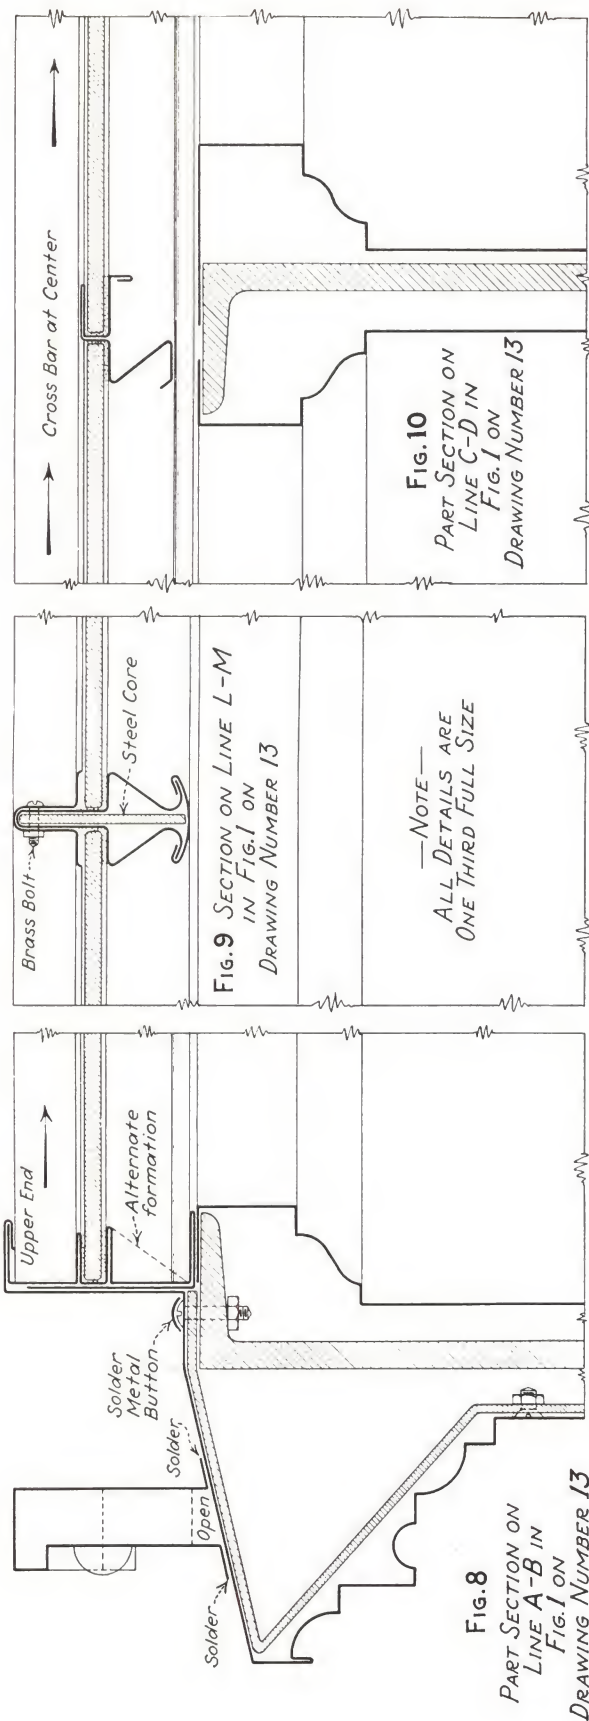 Upper End
Alternate
formation
Solder
Metal
Button
Solder
Open
Solder
FIG. 8
PART SECTION ON
LINE A-B IN
FIG. 1 ON
DRAWING NUMBER 13
Brass Bolt
Steel Core
FIG. 9 SECTION ON LINE L-M
IN FIG. 1 ON
DRAWING NUMBER 13
—NOTE—
ALL DETAILS ARE
ONE THIRD FULL SIZE
Cross Bar at Center
FIG. 10
PART SECTION ON
LINE C-D IN
FIG. 1 ON
DRAWING NUMBER 13